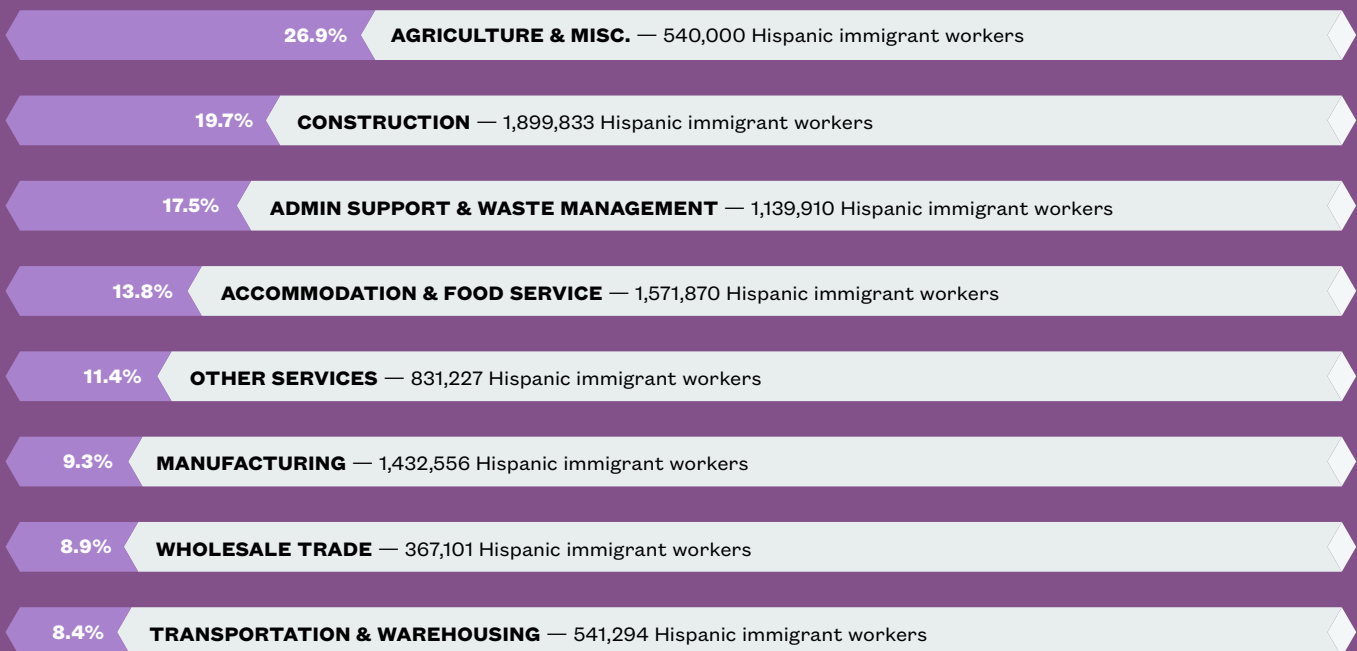 26.9% AGRICULTURE & MISC. — 540,000 Hispanic immigrant workers
19.7% CONSTRUCTION — 1,899,833 Hispanic immigrant workers
17.5% ADMIN SUPPORT & WASTE MANAGEMENT — 1,139,910 Hispanic immigrant workers
13.8% ACCOMMODATION & FOOD SERVICE — 1,571,870 Hispanic immigrant workers
11.4% OTHER SERVICES — 831,227 Hispanic immigrant workers
9.3% MANUFACTURING — 1,432,556 Hispanic immigrant workers
8.9% WHOLESALE TRADE — 367,101 Hispanic immigrant workers
8.4% TRANSPORTATION & WAREHOUSING — 541,294 Hispanic immigrant workers